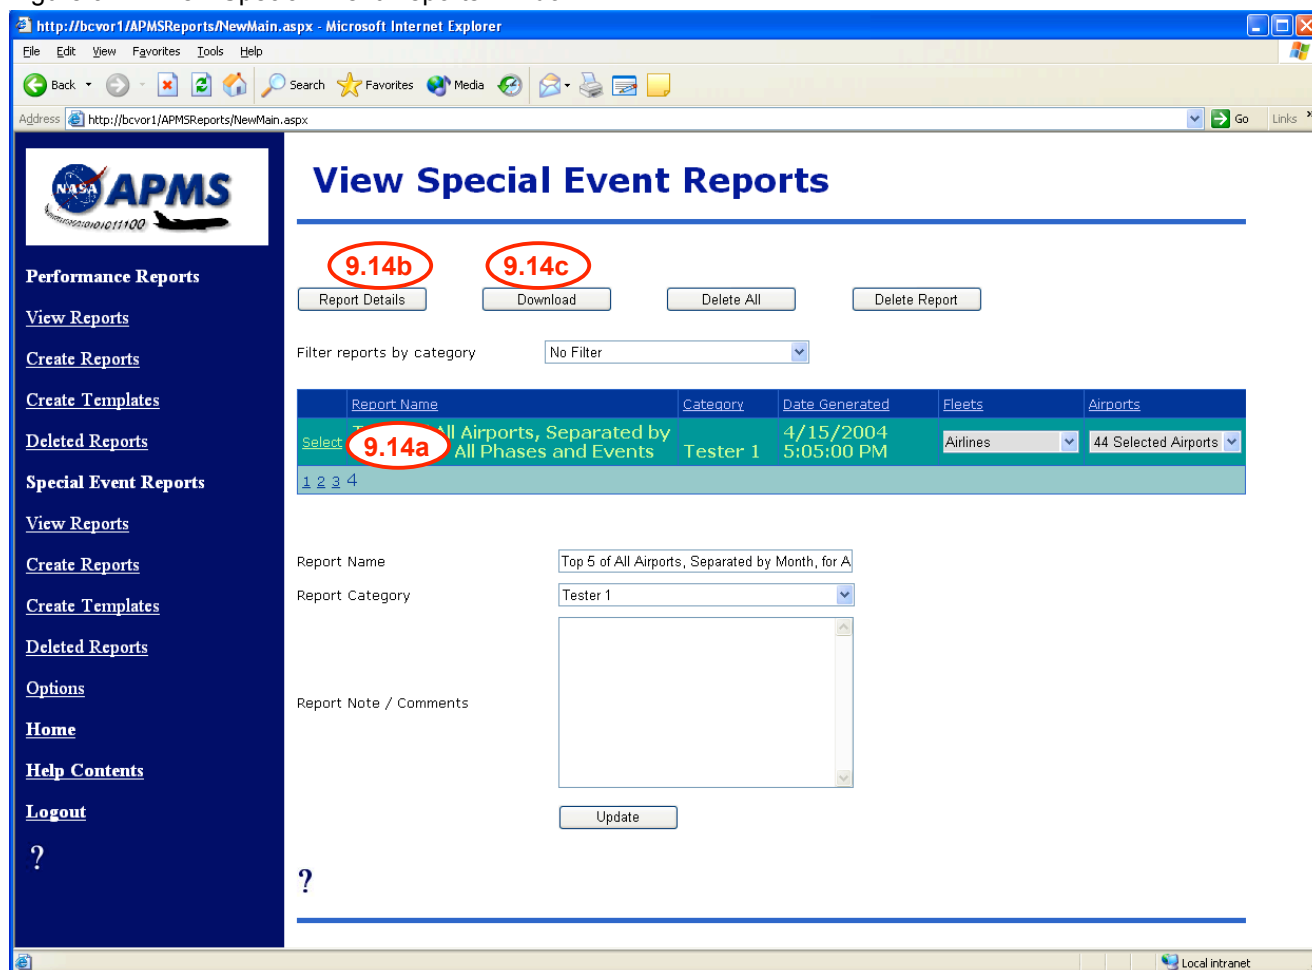 http://bcvor1/APMSReports/NewMain.aspx - Microsoft Internet Explorer
File Edit View Favorites Tools Help
Back Search Favorites Media
Address http://bcvor1/APMSReports/NewMain.aspx Go Links »
NASA APMS
View Special Event Reports
9.14b 9.14c
Report Details Download Delete All Delete Report
Filter reports by category No Filter
Report Name Category Date Generated Fleets Airports
Select All Airports, Separated by 4/15/2004
9.14a All Phases and Events Tester 1 5:05:00 PM Airlines 44 Selected Airports
1 2 3 4
Report Name Top 5 of All Airports, Separated by Month, for A
Report Category Tester 1
Report Note / Comments
Update
?
Performance Reports
View Reports
Create Reports
Create Templates
Deleted Reports
Special Event Reports
View Reports
Create Reports
Create Templates
Deleted Reports
Options
Home
Help Contents
Logout
?
Local intranet